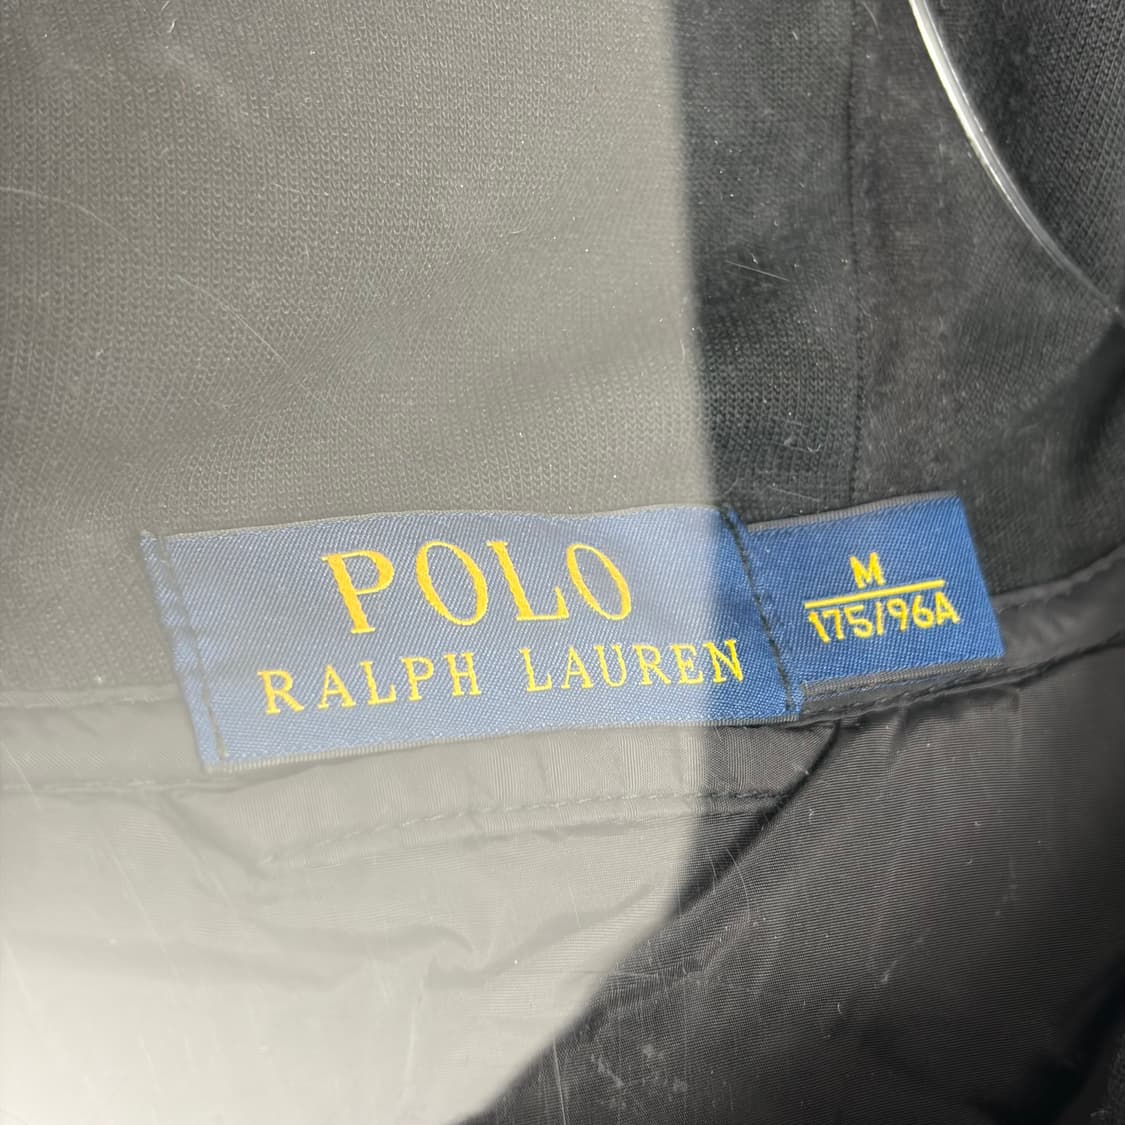 POLO
RALPH LAUREN
M
175/96A